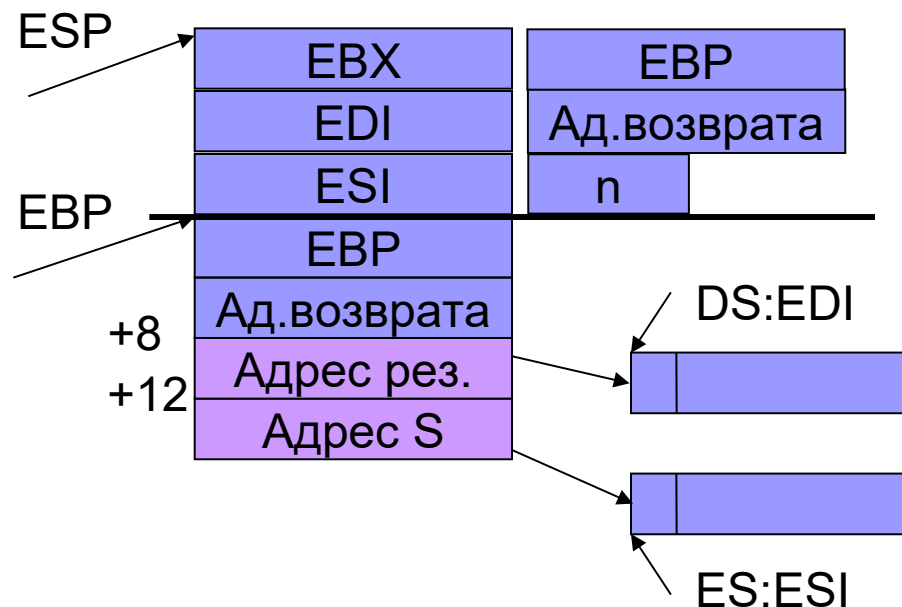 ESP
EBX
EBP
EDI
Ад.возврата
ESI
n
EBP
EBP
Ад.возврата
DS:EDI
+8
Адрес рез.
+12
Адрес S
ES:ESI